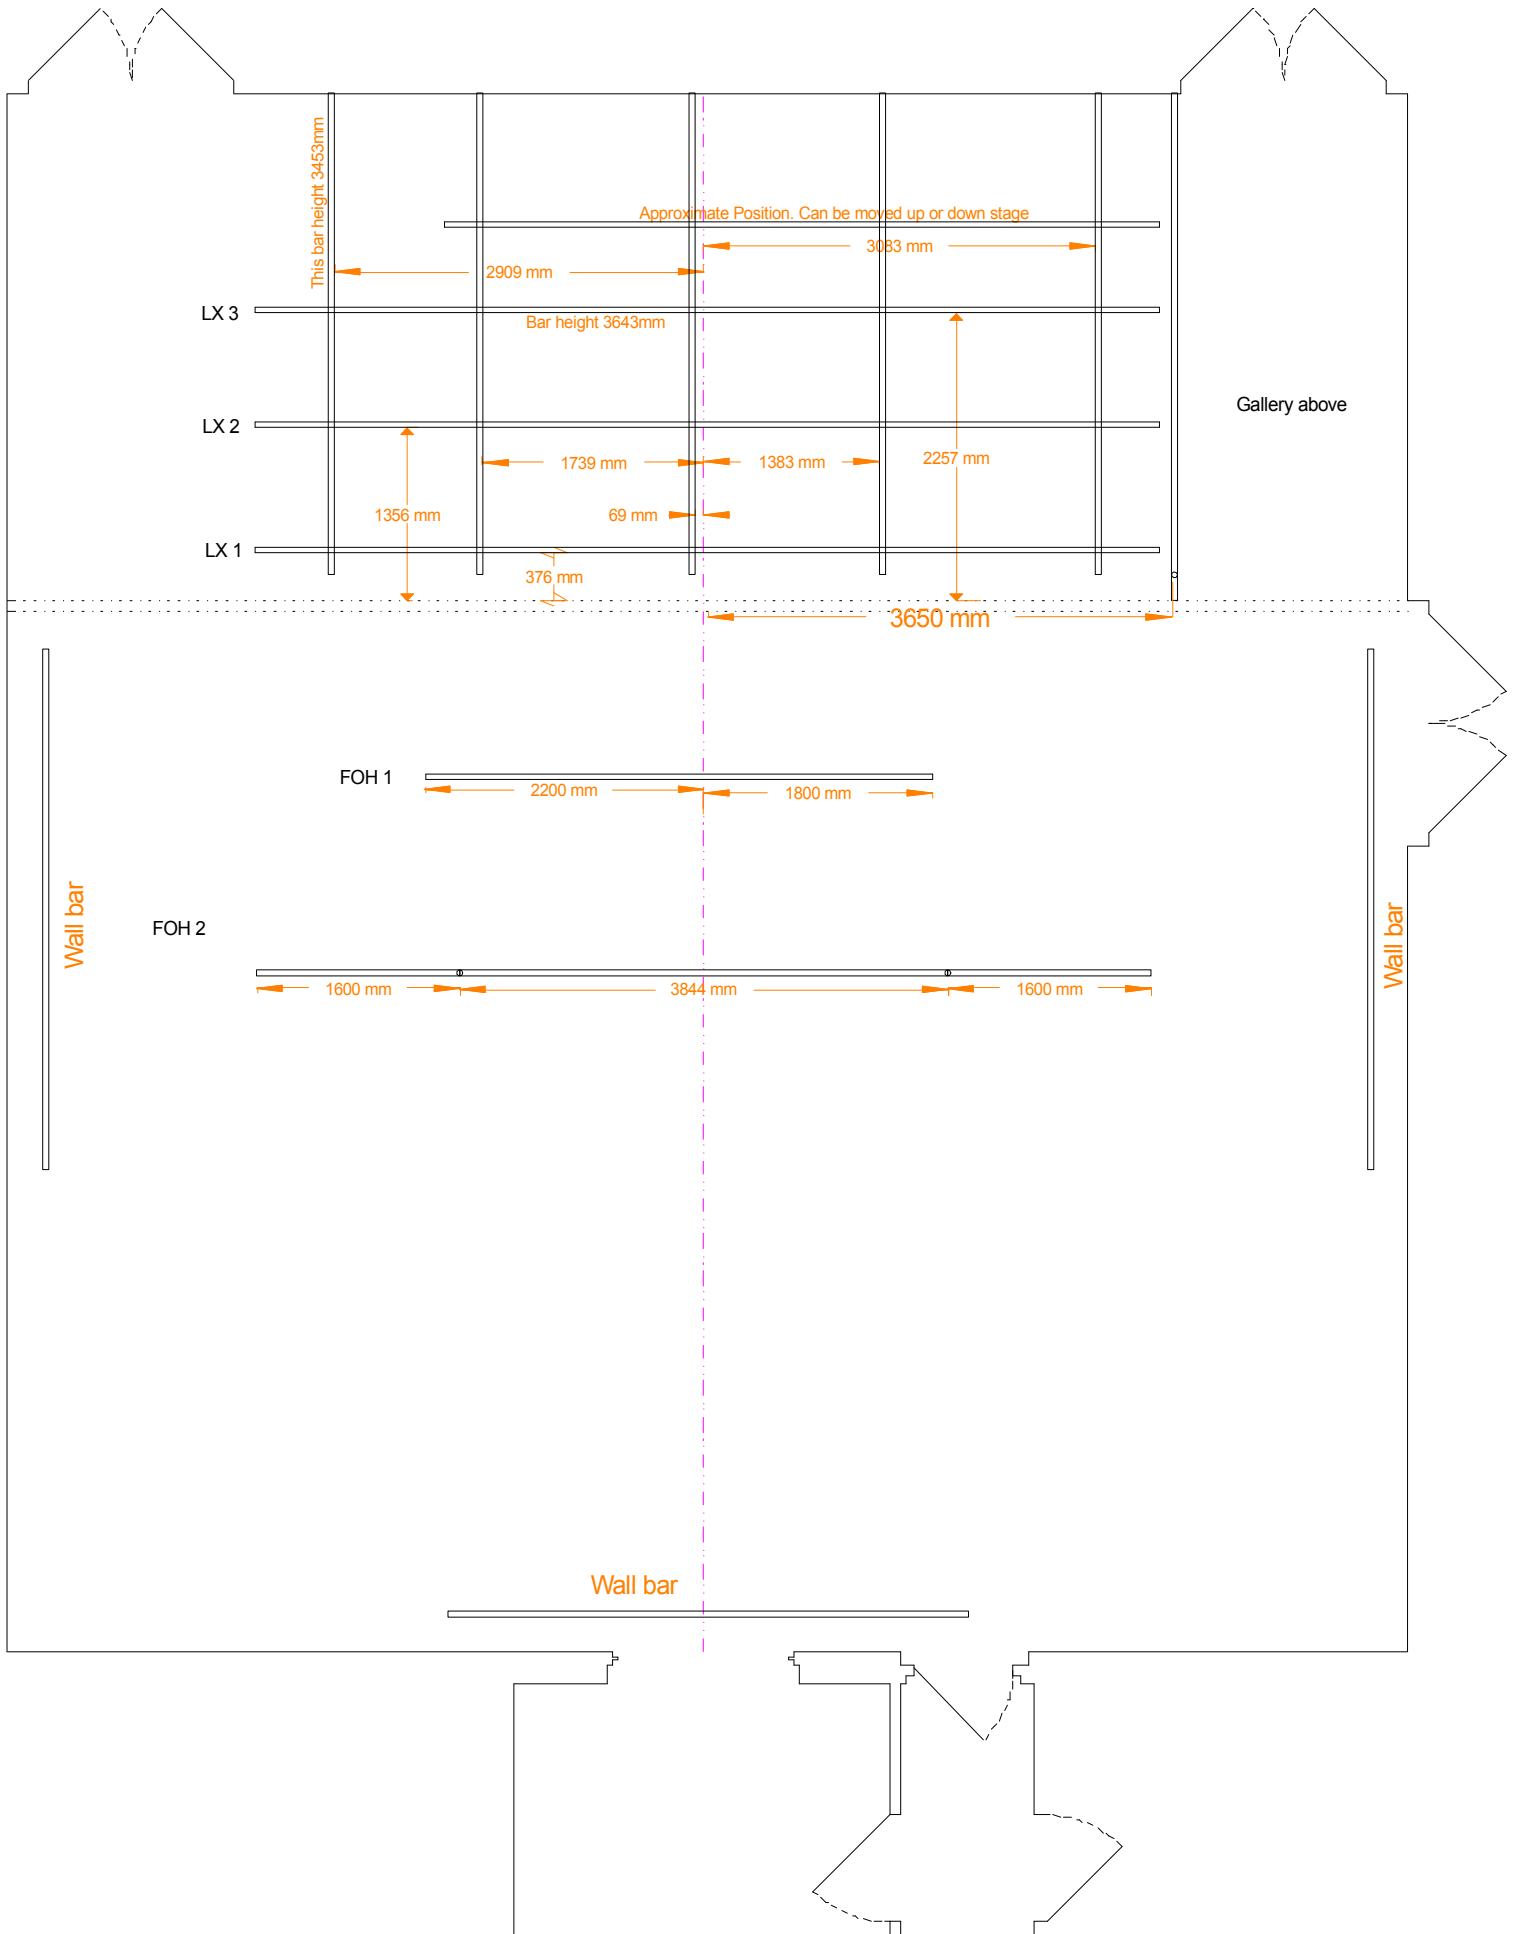 This bar height 3453mm
Approximate Position. Can be moved up or down stage
3083 mm
2909 mm
LX 3
Bar height 3643mm
Gallery above
LX 2
2257 mm
1739 mm
1383 mm
1356 mm
69 mm
LX 1
376 mm
3650 mm
FOH 1
2200 mm
1800 mm
Wall bar
FOH 2
Wall bar
1600 mm
3844 mm
1600 mm
Wall bar